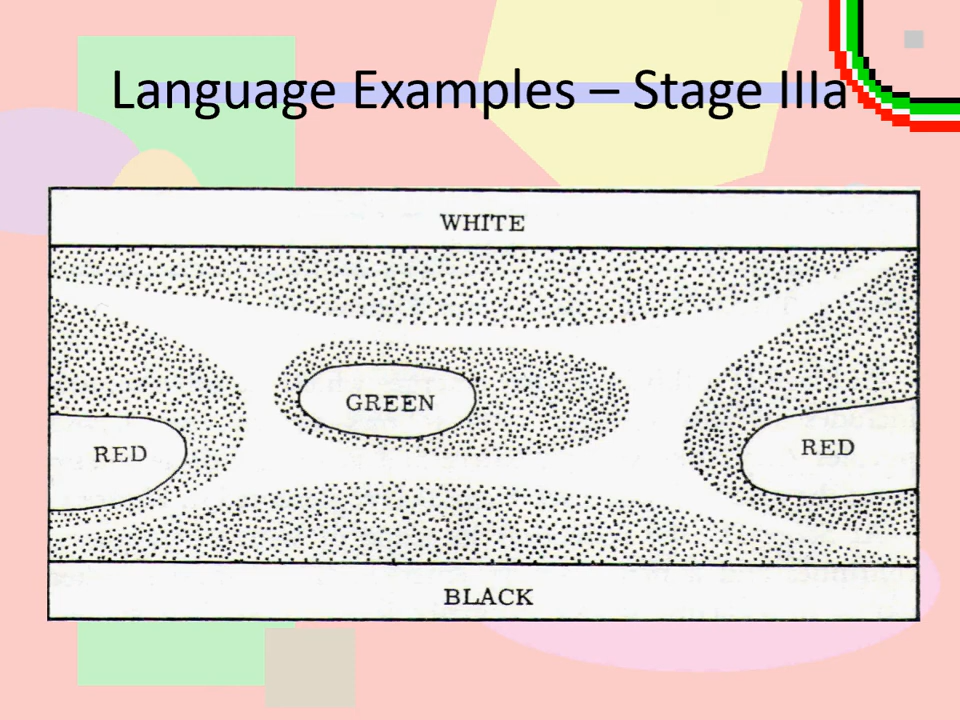 Language Examples – Stage IIIa
WHITE
GREEN
RED
RED
BLACK